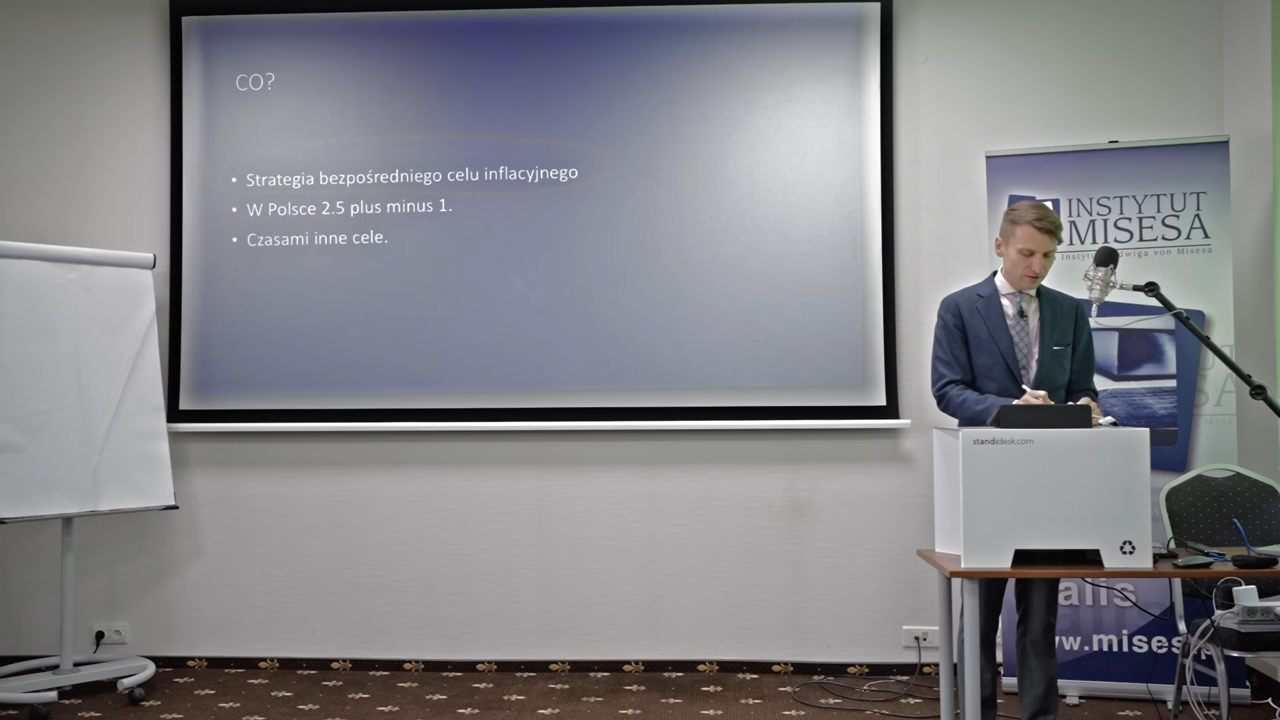 CO?
• Strategia bezpośredniego celu inflacyjnego
• W Polsce 2.5 plus minus 1.
• Czasami inne cele.
INSTYTUT
MISESA
standidesk.com
alis
www.mises